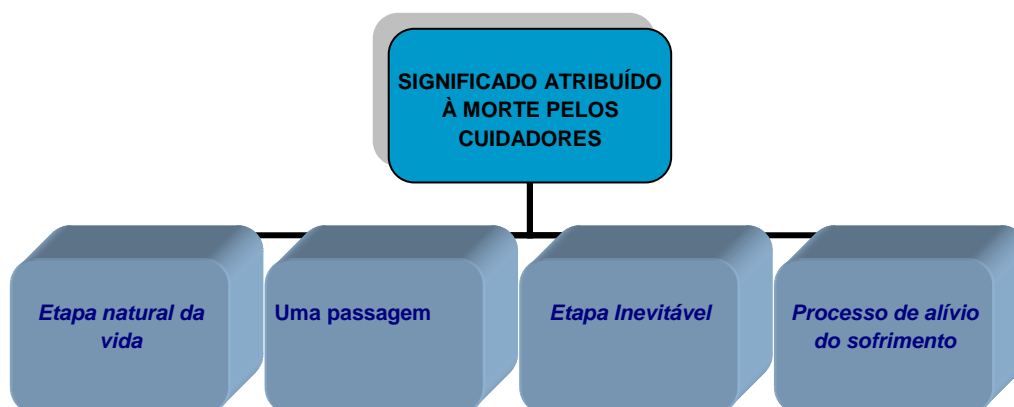 SIGNIFICADO ATRIBUÍDO
À MORTE PELOS
CUIDADORES
Etapa natural da
vida
Uma passagem
Etapa Inevitável
Processo de alívio
do sofrimento